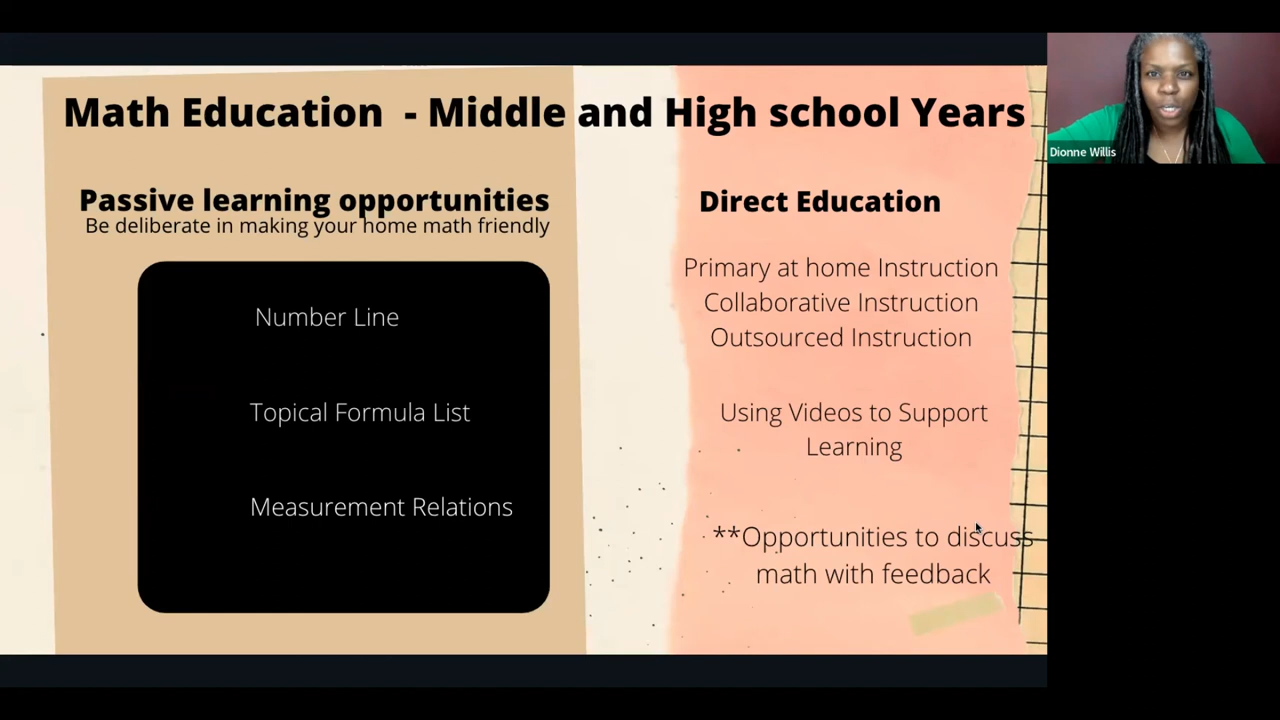 Math Education - Middle and High school Years
Dionne Willis
Passive learning opportunities
Be deliberate in making your home math friendly
Number Line
Topical Formula List
Measurement Relations
Direct Education
Primary at home Instruction
Collaborative Instruction
Outsourced Instruction
Using Videos to Support
Learning
**Opportunities to discuss
math with feedback